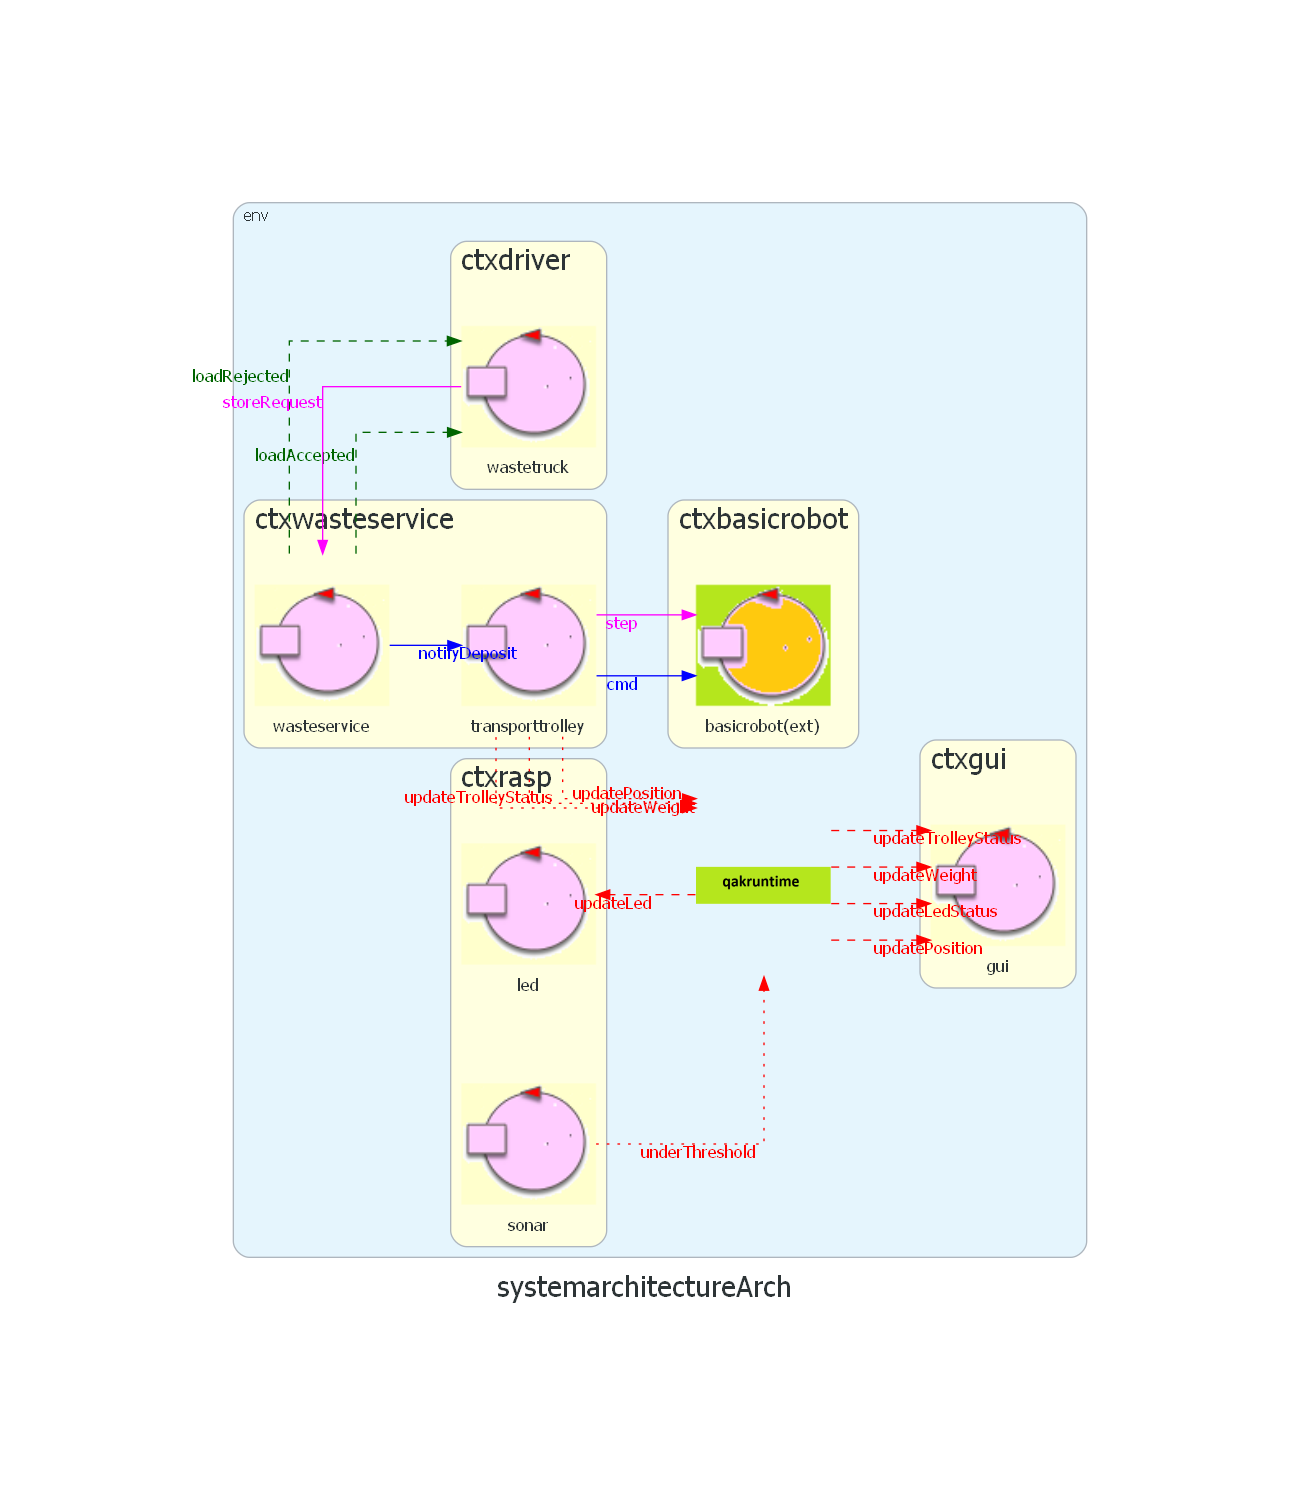 env
ctxdriver
loadRejected
storeRequest
loadAccepted
wastetruck
ctxwasteservice
ctxbasicrobot
step
notifyDeposit
cmd
wasteservice
transporttrolley
basicrobot(ext)
ctxgui
ctxrasp
updatePosition
updateTrolleyStatus
updateWeight
updateTrolleyStatus
updateWeight
qakruntime
updateLed
updateLedStatus
updatePosition
gui
led
underThreshold
sonar
systemarchitectureArch